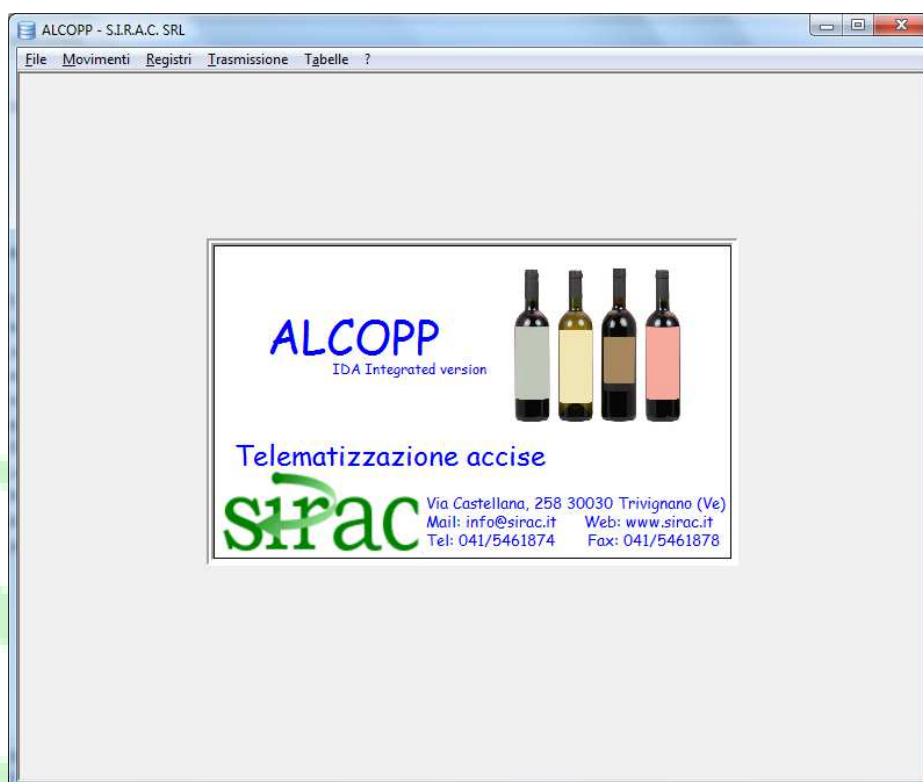 ALCOPP - S.I.R.A.C. SRL
File Movimenti Registri Trasmissione Tabelle ?
ALCOPP
IDA Integrated version
Telematizzazione accise
sirac
Via Castellana, 258 30030 Trivignano (Ve)
Mail: info@sirac.it Web: www.sirac.it
Tel: 041/5461874 Fax: 041/5461878